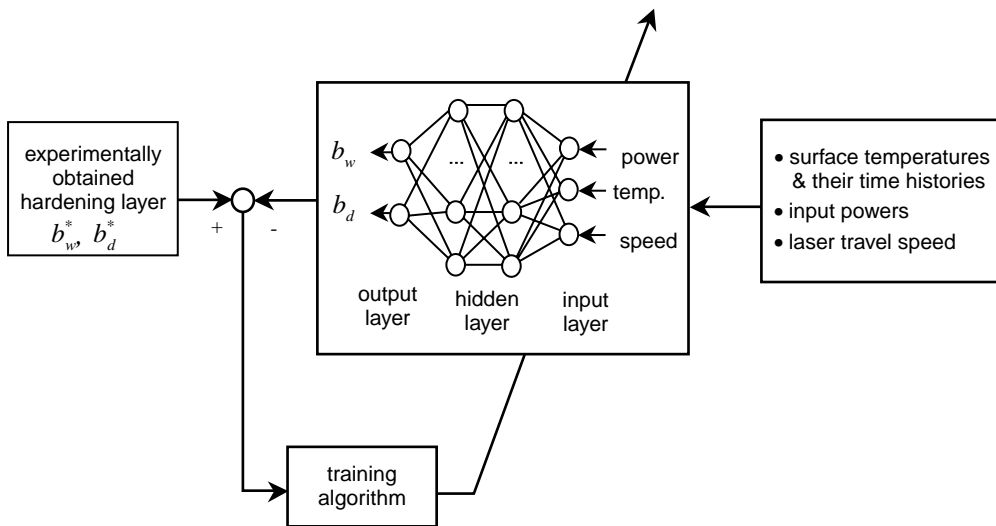 experimentally
obtained
hardening layer
b*w, b*d
+
-
bw
bd
...
...
power
temp.
speed
output
layer
hidden
layer
input
layer
• surface temperatures
& their time histories
• input powers
• laser travel speed
training
algorithm